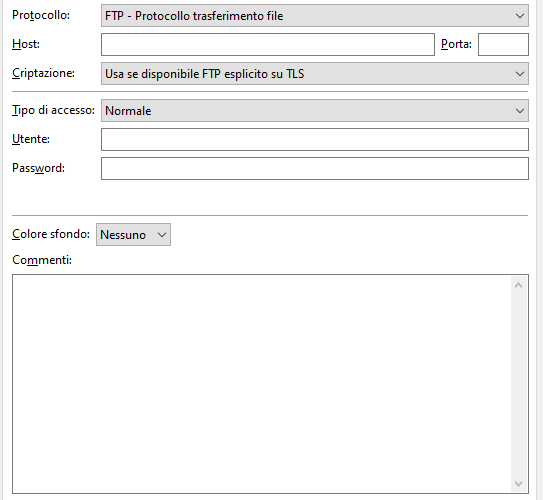 Protocollo: FTP - Protocollo trasferimento file
Host: Porta:
Criptazione: Usa se disponibile FTP esplicito su TLS
Tipo di accesso: Normale
Utente:
Password:
Colore sfondo: Nessuno
Commenti: